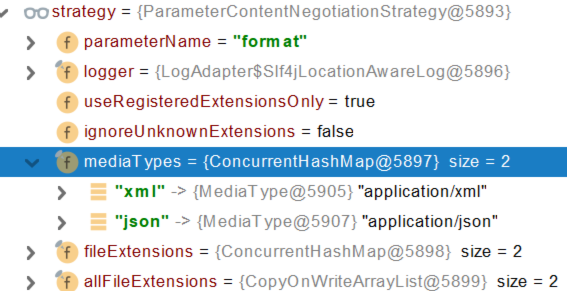 strategy = {ParameterContentNegotiationStrategy@5893}
parameterName = "format"
logger = {LogAdapter$Slf4jLocationAwareLog@5896}
useRegisteredExtensionsOnly = true
ignoreUnknownExtensions = false
mediaTypes = {ConcurrentHashMap@5897} size = 2
"xml" -> {MediaType@5905} "application/xml"
"json" -> {MediaType@5907} "application/json"
fileExtensions = {ConcurrentHashMap@5898} size = 2
allFileExtensions = {CopyOnWriteArrayList@5899} size = 2